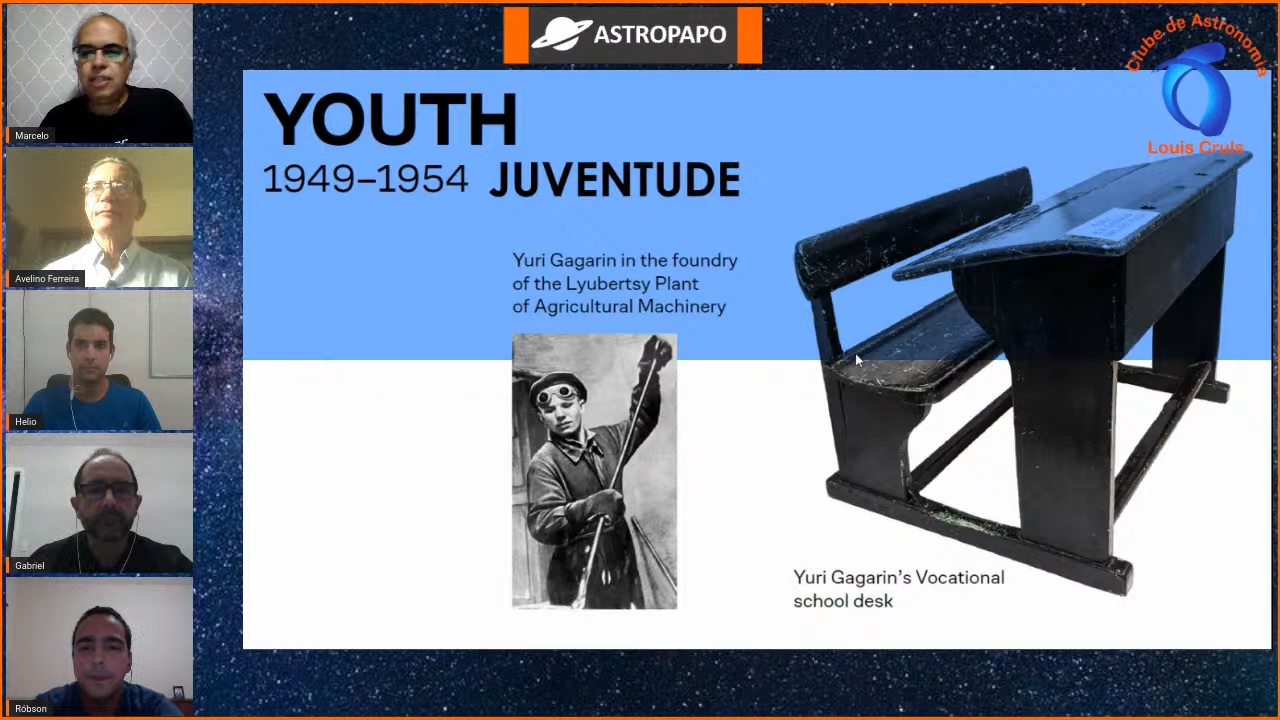 ASTROPAPO
Clube de Astronomia
Louis Cruls
YOUTH
1949–1954 JUVENTUDE
Yuri Gagarin in the foundry
of the Lyubertsy Plant
of Agricultural Machinery
Yuri Gagarin's Vocational
school desk
Marcelo
Avelino Ferreira
Helio
Gabriel
Róbson